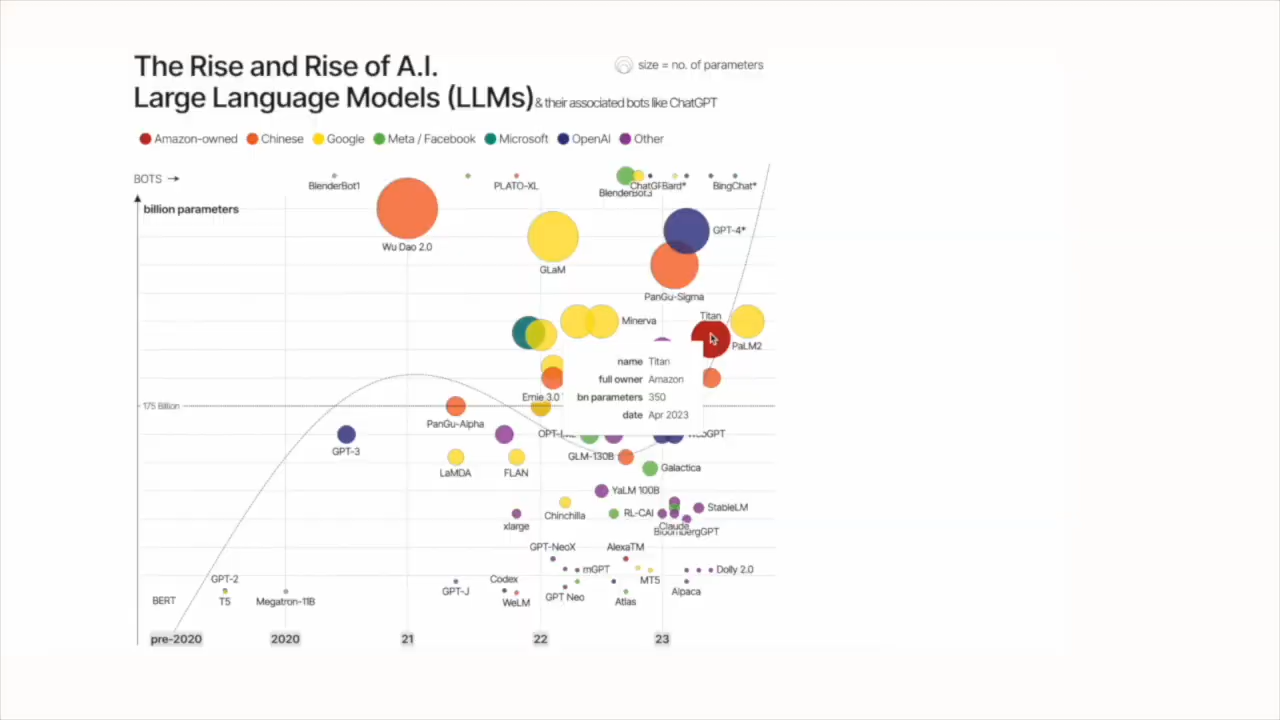 The Rise and Rise of A.I.
size = no. of parameters
Large Language Models (LLMs) & their associated bots like ChatGPT
Amazon-owned Chinese Google Meta / Facebook Microsoft OpenAI Other
BOTS →
BlenderBot1 PLATO-XL ChatGPT Bard* BingChat*
BlenderBot3
billion parameters
GPT-4*
Wu Dao 2.0
GLaM
PanGu-Sigma
Titan
Minerva
PaLM2
name Titan
full owner Amazon
bn parameters 350
date Apr 2023
Ernie 3.0
175 Billion
PanGu-Alpha
GPT-3
GLM-130B
LaMDA FLAN Galactica
YaLM 100B
Chinchilla RL-CAI StableLM
xlarge Claude
BloombergGPT
GPT-NeoX AlexaTM
mGPT Dolly 2.0
GPT-2 Codex MT5
GPT-J Alpaca
BERT T5 Megatron-11B WeLM GPT Neo Atlas
pre-2020 2020 21 22 23